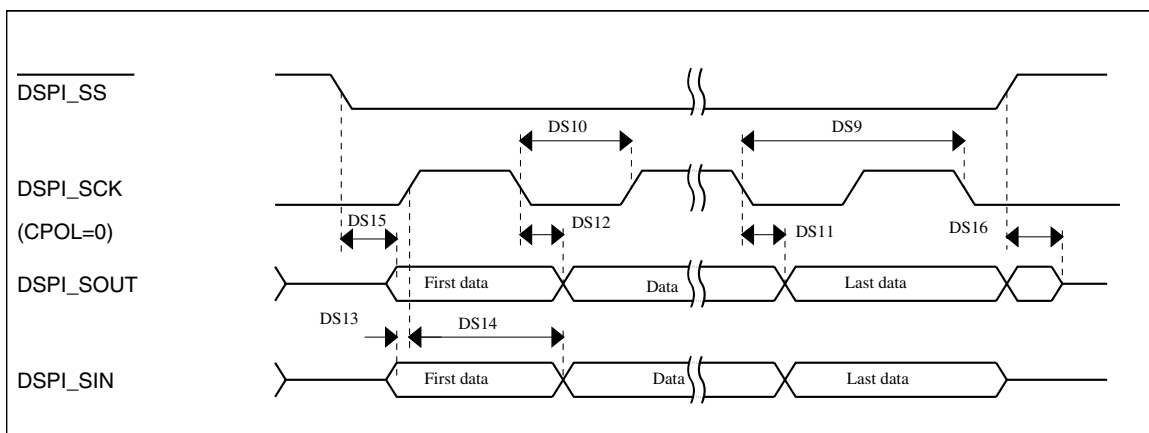 DSPI_SS
DS10
DS9
DSPI_SCK
(CPOL=0)
DS15
DS12
DS11
DS16
DSPI_SOUT
First data
Data
Last data
DS13
DS14
DSPI_SIN
First data
Data
Last data